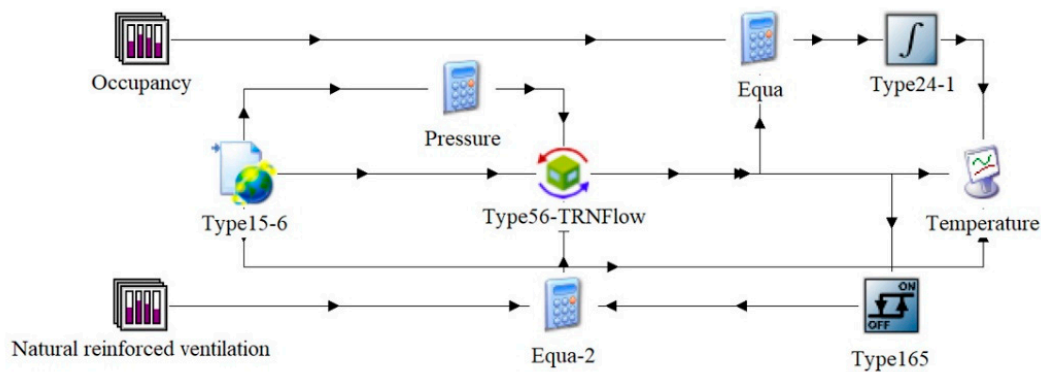 Occupancy
Equa
Type24-1
Pressure
Type15-6
Type56-TRNFlow
Temperature
ON
OFF
Natural reinforced ventilation
Equa-2
Type165